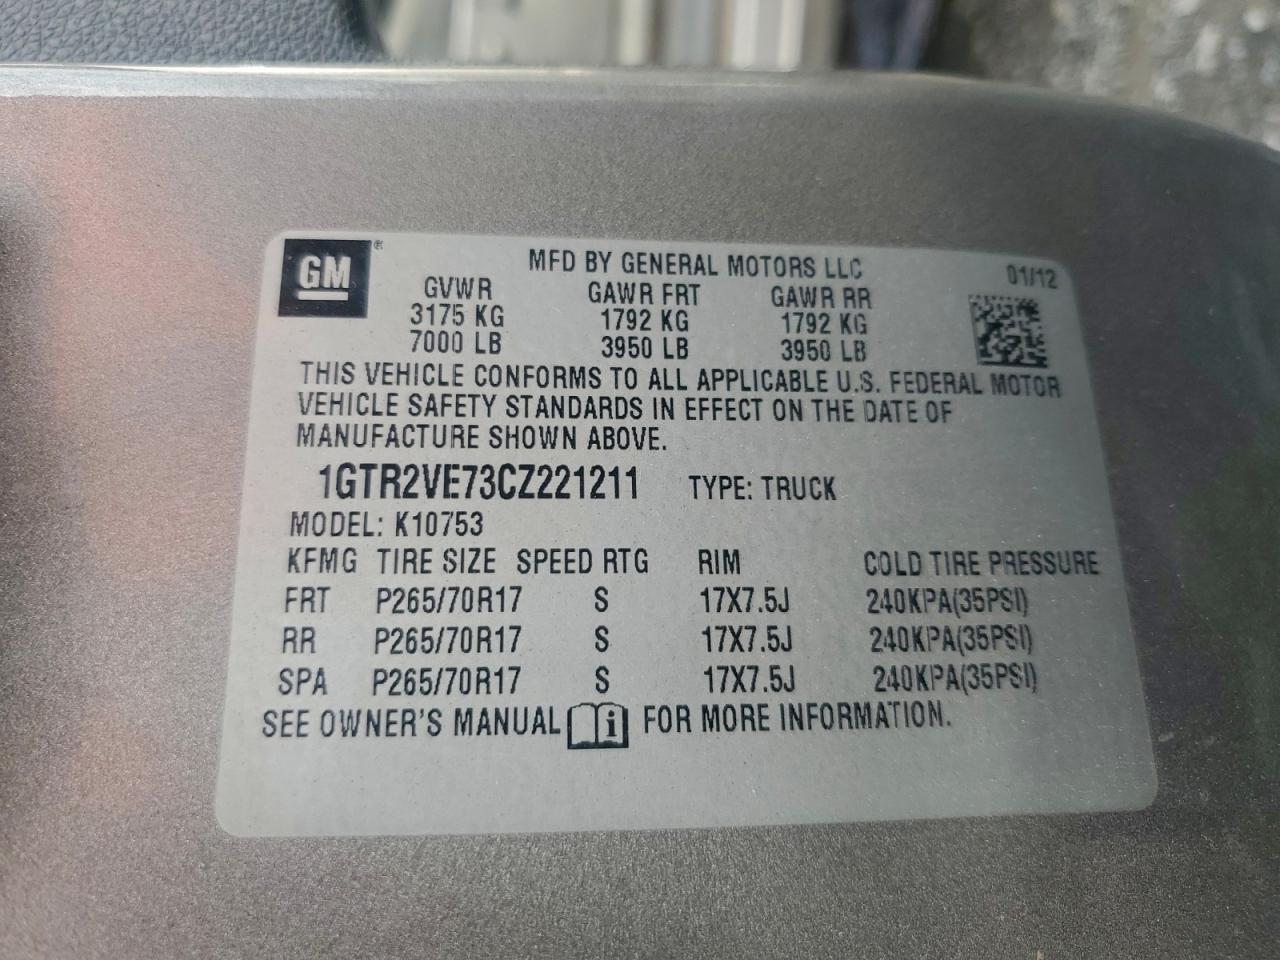 GM®
MFD BY GENERAL MOTORS LLC 01/12
GVWR GAWR FRT GAWR RR
3175 KG 1792 KG 1792 KG
7000 LB 3950 LB 3950 LB
THIS VEHICLE CONFORMS TO ALL APPLICABLE U.S. FEDERAL MOTOR
VEHICLE SAFETY STANDARDS IN EFFECT ON THE DATE OF
MANUFACTURE SHOWN ABOVE.
1GTR2VE73CZ221211 TYPE: TRUCK
MODEL: K10753
KFMG TIRE SIZE SPEED RTG RIM COLD TIRE PRESSURE
FRT P265/70R17 S 17X7.5J 240KPA(35PSI)
RR P265/70R17 S 17X7.5J 240KPA(35PSI)
SPA P265/70R17 S 17X7.5J 240KPA(35PSI)
SEE OWNER'S MANUAL i FOR MORE INFORMATION.